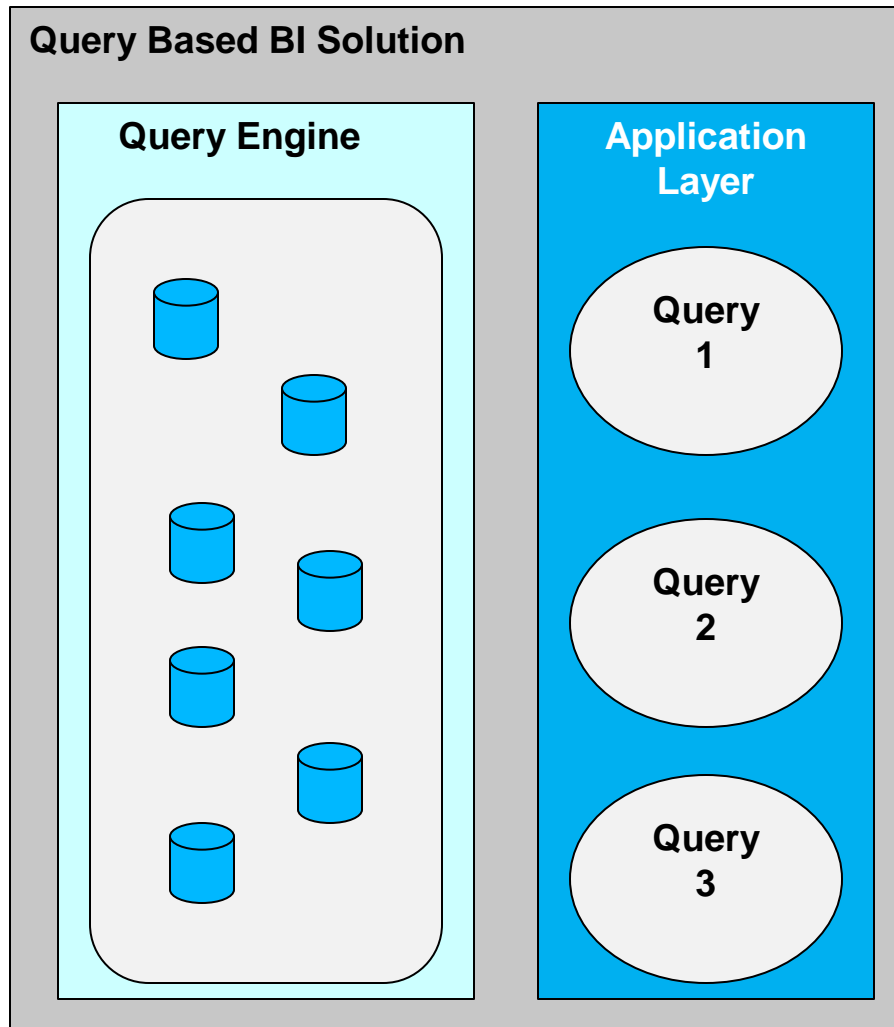 Query Based BI Solution
Query Engine
Application
Layer
Query
1
Query
2
Query
3